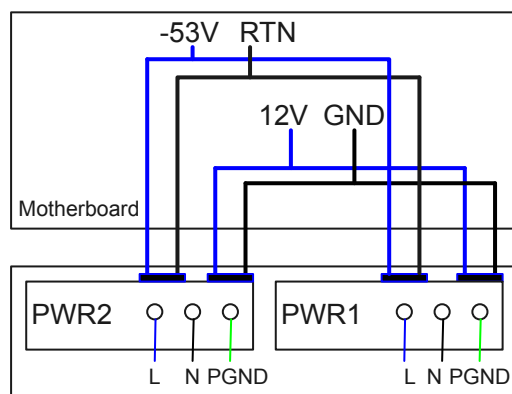 -53V RTN
12V GND
Motherboard
PWR2 PWR1
L N PGND L N PGND